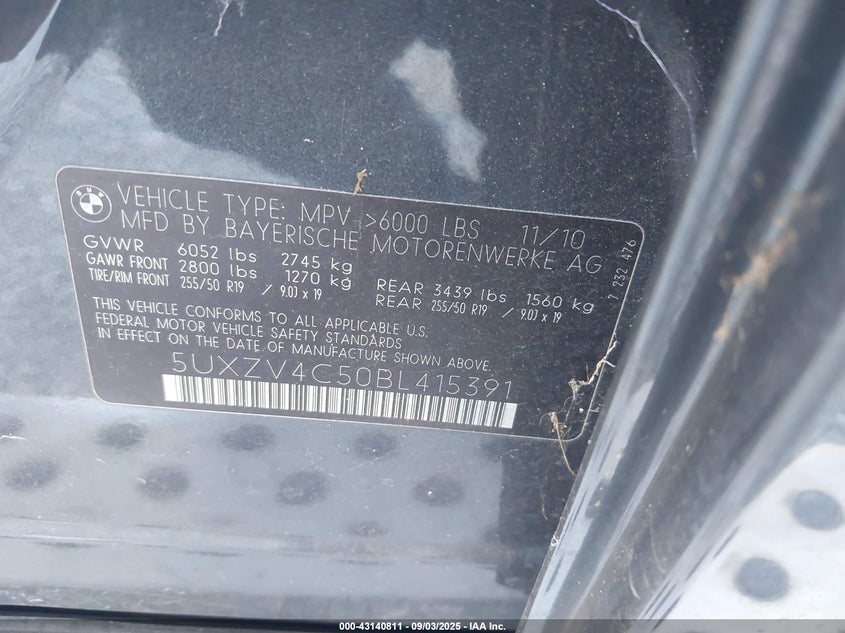 BMW
VEHICLE TYPE: MPV >6000 LBS 11/10
MFD BY BAYERISCHE MOTORENWERKE AG
GVWR 6052 lbs 2745 kg
GAWR FRONT 2800 lbs 1270 kg REAR 3439 lbs 1560 kg
TIRE/RIM FRONT 255/50 R19 / 9.0J x 19 REAR 255/50 R19 / 9.0J x 19
THIS VEHICLE CONFORMS TO ALL APPLICABLE U.S.
FEDERAL MOTOR VEHICLE SAFETY STANDARDS
IN EFFECT ON THE DATE OF MANUFACTURE SHOWN ABOVE.
5UXZV4C50BL415391
7 232 476
000-43140811 - 09/03/2025 - IAA Inc.